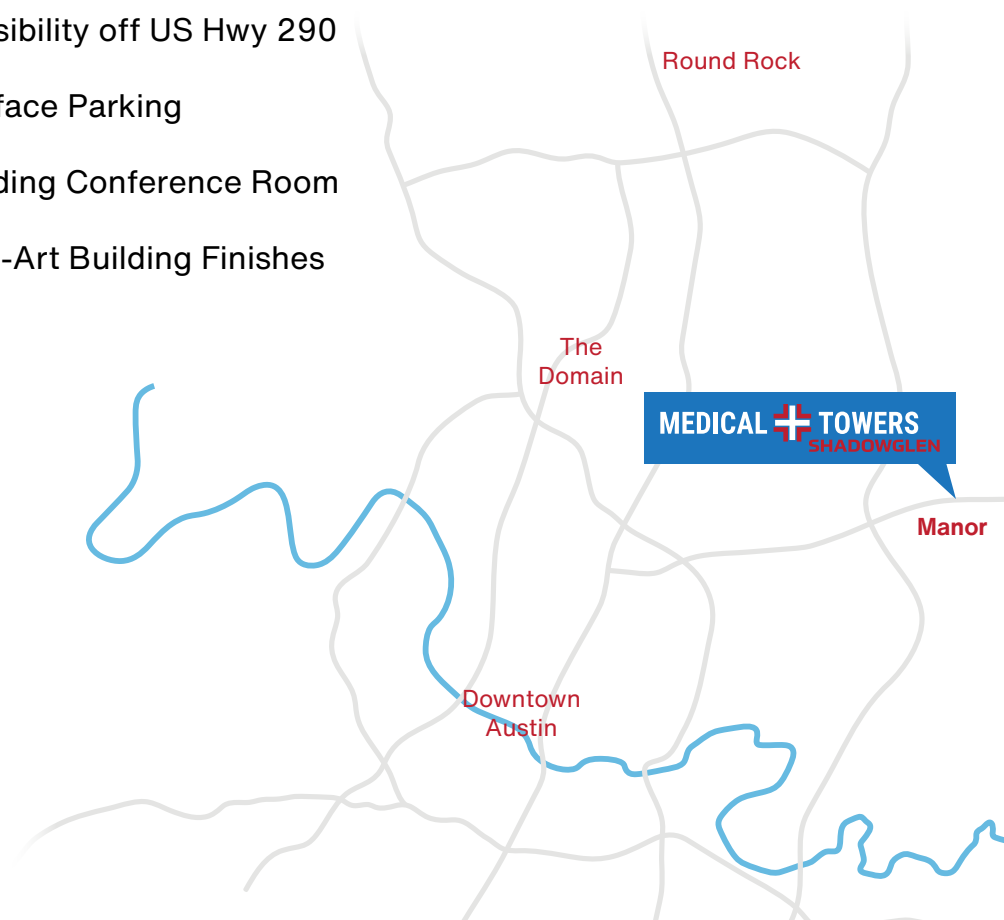 sibility off US Hwy 290
face Parking
ding Conference Room
-Art Building Finishes
Round Rock
The
Domain
MEDICAL TOWERS
SHADOWGLEN
Manor
Downtown
Austin